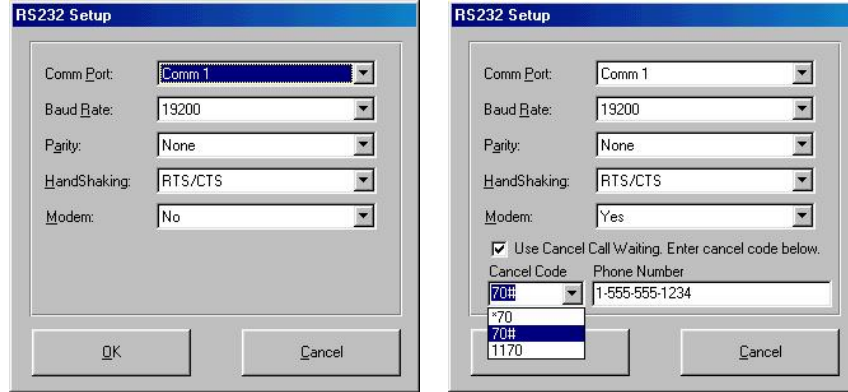 RS232 Setup
Comm Port: Comm 1
Baud Rate: 19200
Parity: None
HandShaking: RTS/CTS
Modem: No
OK Cancel
RS232 Setup
Comm Port: Comm 1
Baud Rate: 19200
Parity: None
HandShaking: RTS/CTS
Modem: Yes
Use Cancel Call Waiting. Enter cancel code below.
Cancel Code Phone Number
70# 1-555-555-1234
*70
70#
1170
Cancel